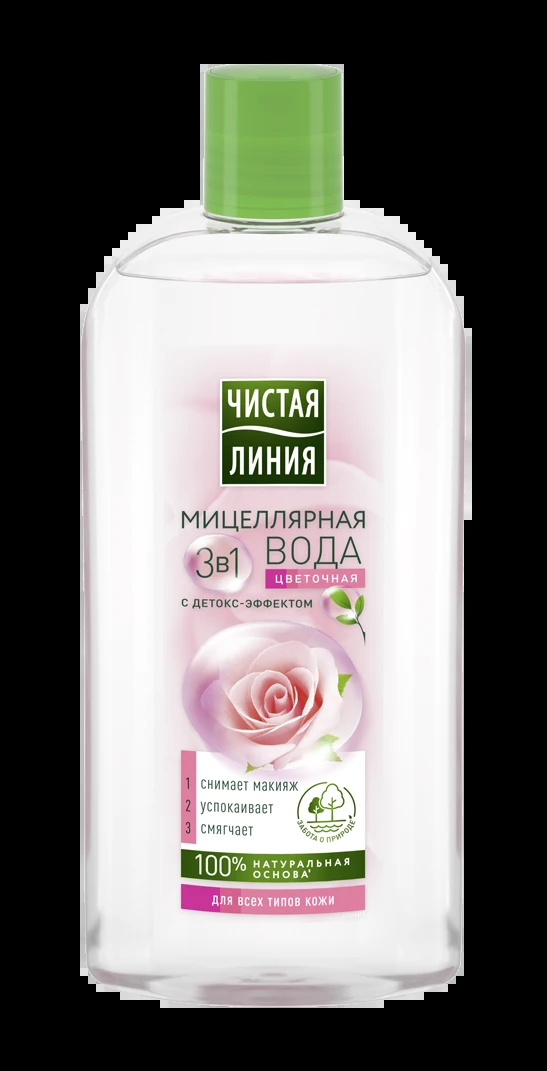 ЧИСТАЯ
ЛИНИЯ
МИЦЕЛЛЯРНАЯ
3в1 ВОДА
ЦВЕТОЧНАЯ
С ДЕТОКС-ЭФФЕКТОМ
1 снимает макияж
2 успокаивает
3 смягчает
ЗАБОТА О ПРИРОДЕ
100% НАТУРАЛЬНАЯ
ОСНОВА*
для всех типов кожи